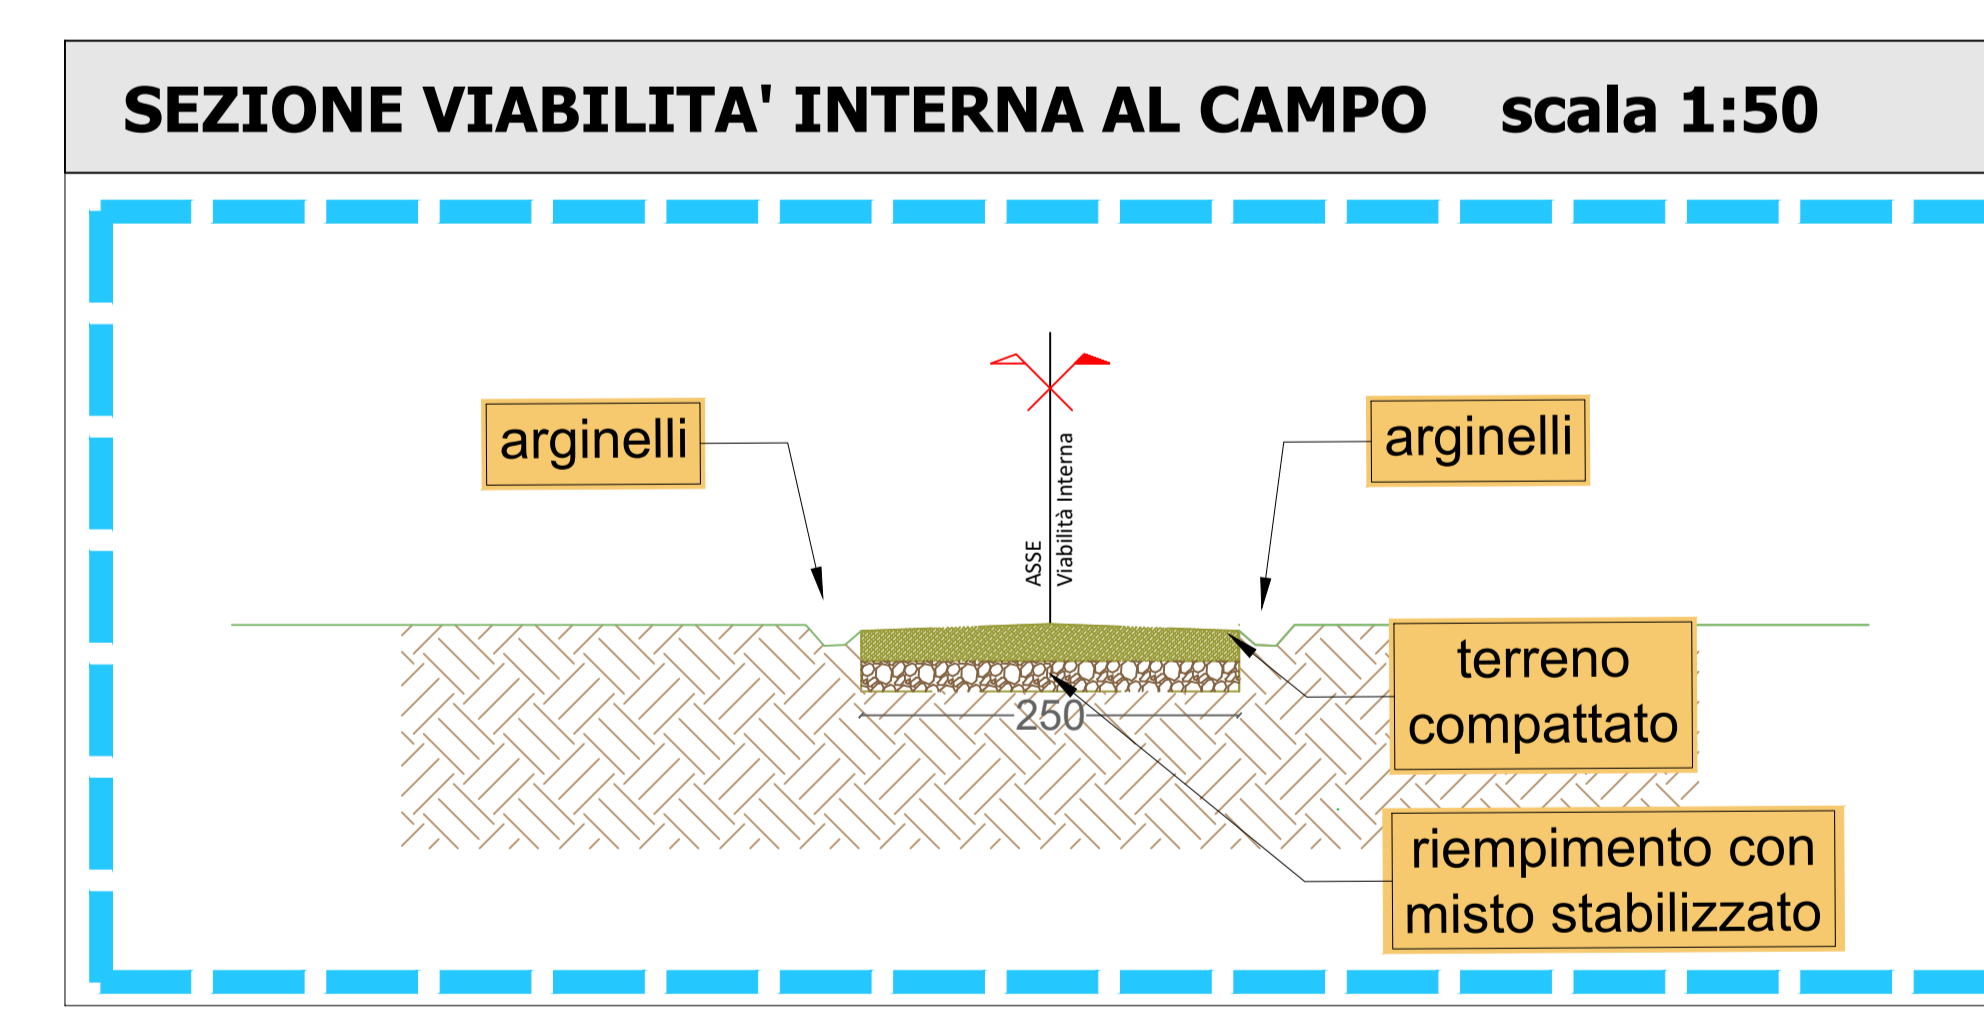 SEZIONE VIABILITA' INTERNA AL CAMPO scala 1:50
arginelli
arginelli
ASSE
Viabilità Interna
terreno
compattato
250
riempimento con
misto stabilizzato